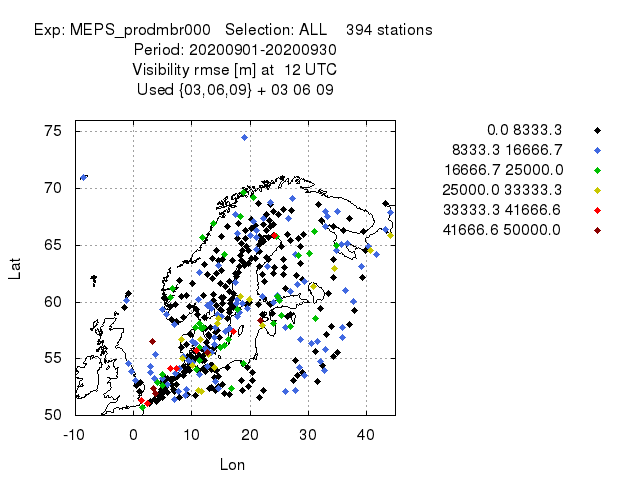 Exp: MEPS_prodmbr000 Selection: ALL 394 stations
Period: 20200901-20200930
Visibility rmse [m] at 12 UTC
Used {03,06,09} + 03 06 09
0.0 8333.3
8333.3 16666.7
16666.7 25000.0
25000.0 33333.3
33333.3 41666.6
41666.6 50000.0
75
70
65
60
55
50
Lat
-10 0 10 20 30 40
Lon